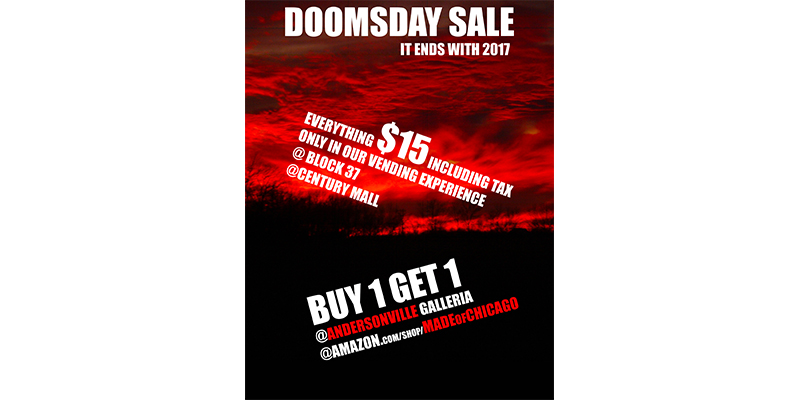 DOOMSDAY SALE
IT ENDS WITH 2017
EVERYTHING $15 INCLUDING TAX
ONLY IN OUR VENDING EXPERIENCE
@ BLOCK 37
@CENTURY MALL
BUY 1 GET 1
@ANDERSONVILLE GALLERIA
@AMAZON.COM/SHOP/MADEOFCHICAGO